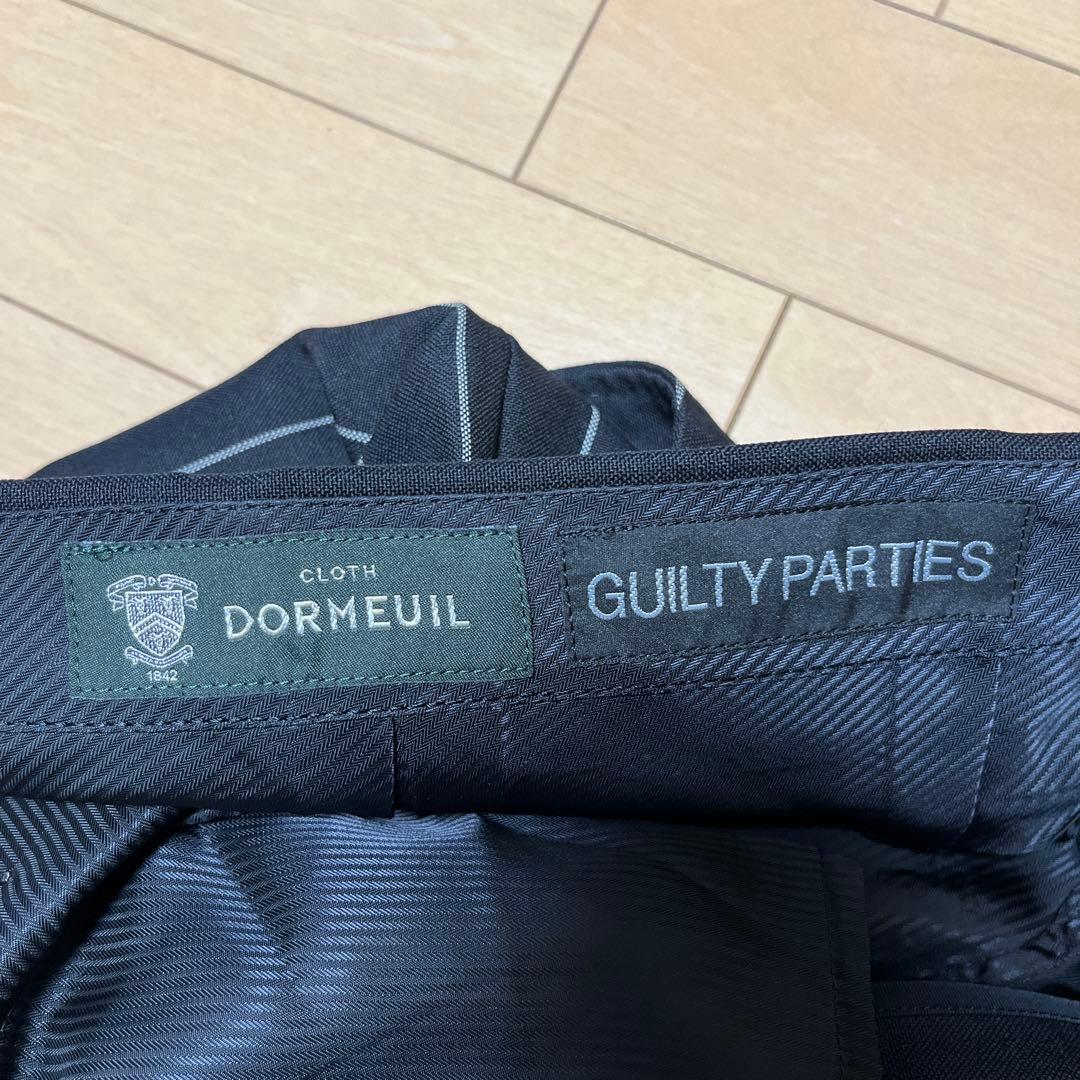 CLOTH
DORMEUIL
1842
GUILTY PARTIES